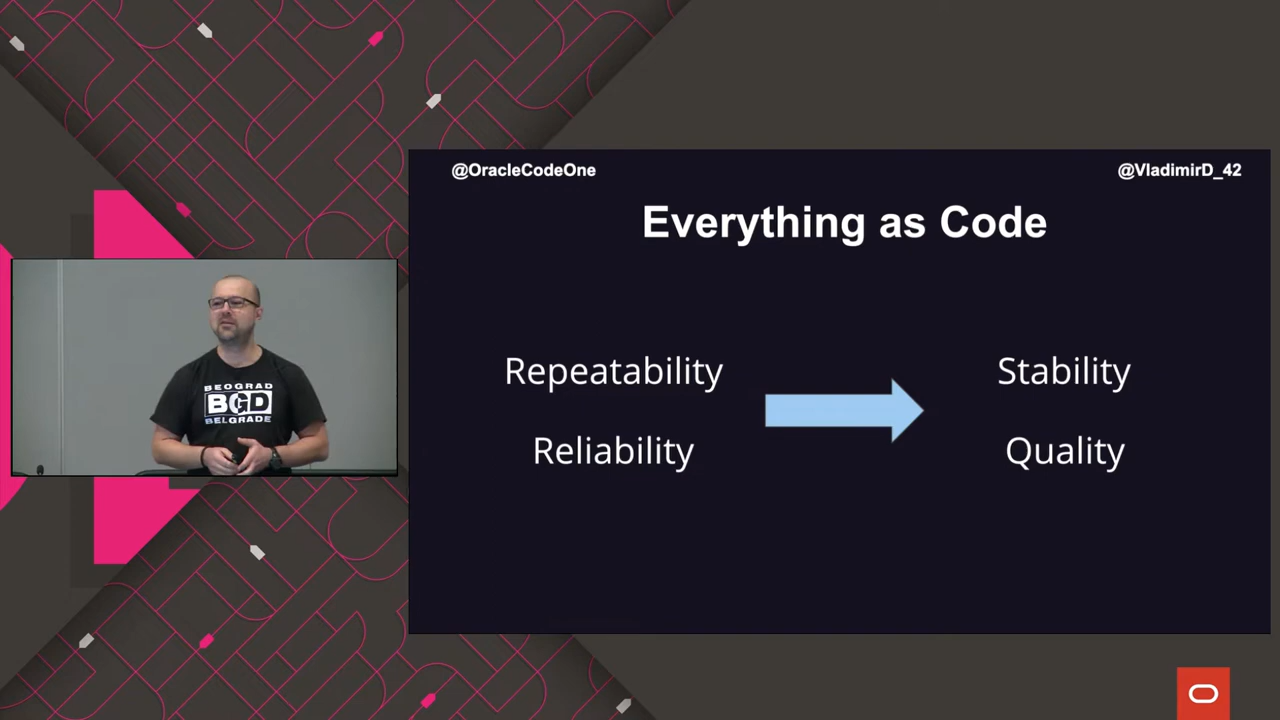 @OracleCodeOne
@VladimirD_42
Everything as Code
Repeatability
Stability
Reliability
Quality
BEOGRAD
BGD
BELGRADE